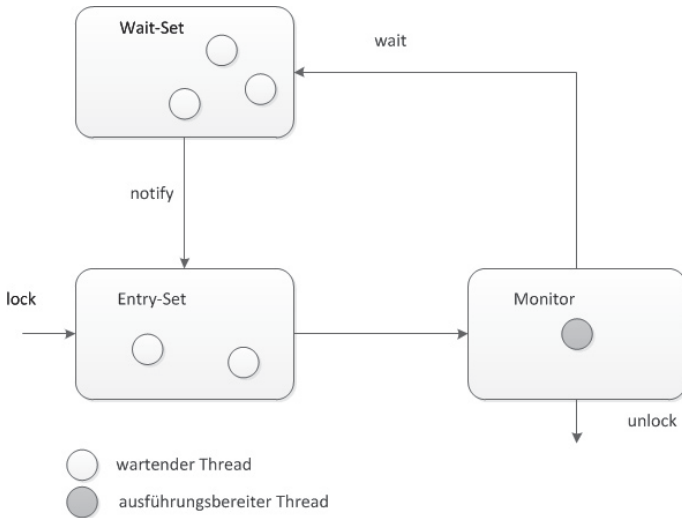 Wait-Set
wait
notify
lock
Entry-Set
Monitor
unlock
wartender Thread
ausführungsbereiter Thread